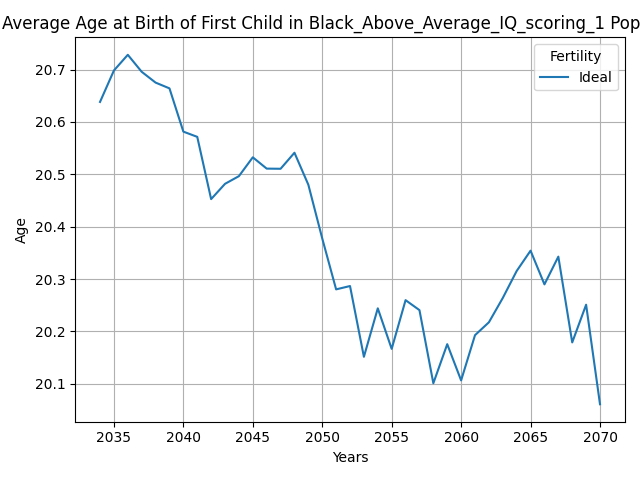 Average Age at Birth of First Child in Black_Above_Average_IQ_scoring_1 Pop
Fertility
Ideal
20.7
20.6
20.5
20.4
20.3
20.2
20.1
Age
2035 2040 2045 2050 2055 2060 2065 2070
Years